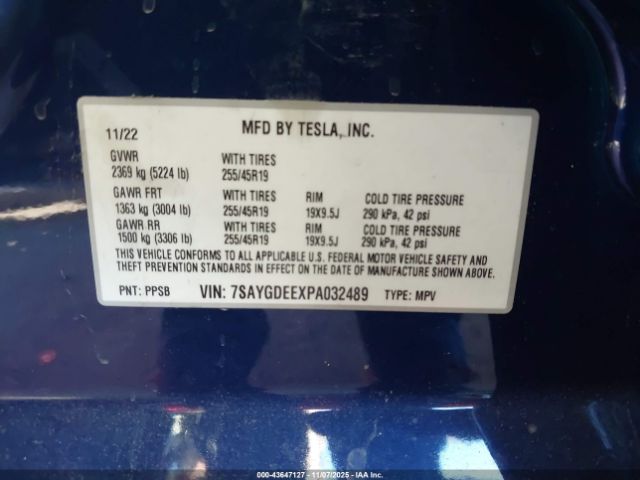 11/22 MFD BY TESLA, INC.
GVWR WITH TIRES
2369 kg (5224 lb) 255/45R19
GAWR FRT WITH TIRES RIM COLD TIRE PRESSURE
1363 kg (3004 lb) 255/45R19 19X9.5J 290 kPa, 42 psi
GAWR RR WITH TIRES RIM COLD TIRE PRESSURE
1500 kg (3306 lb) 255/45R19 19X9.5J 290 kPa, 42 psi
THIS VEHICLE CONFORMS TO ALL APPLICABLE U.S. FEDERAL MOTOR VEHICLE SAFETY AND
THEFT PREVENTION STANDARDS IN EFFECT ON THE DATE OF MANUFACTURE SHOWN ABOVE.
PNT: PPSB VIN: 7SAYGDEEXPA032489 TYPE: MPV
000-43647127 - 11/07/2025 - IAA Inc.